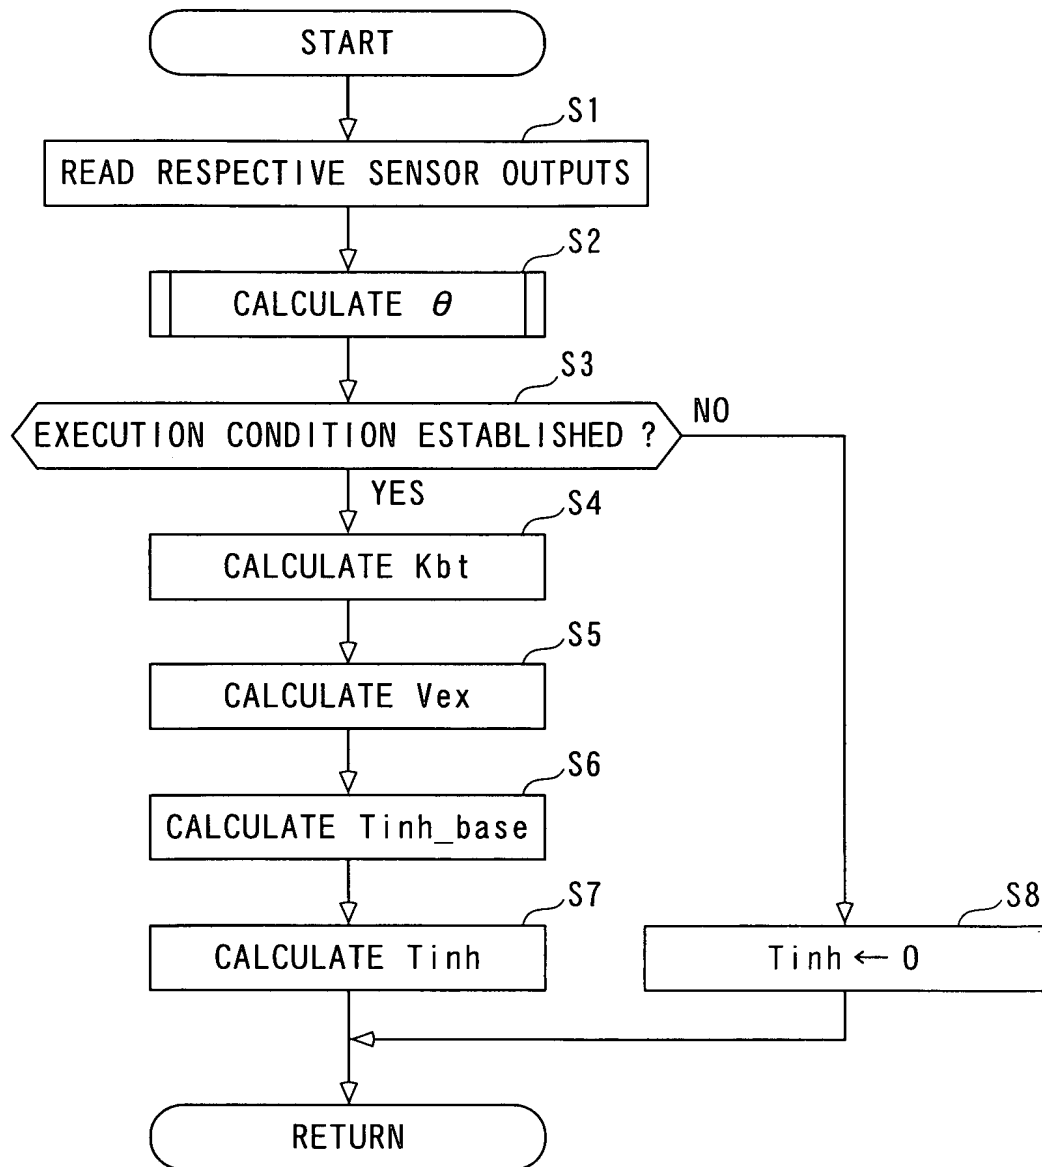 START
S1
READ RESPECTIVE SENSOR OUTPUTS
S2
CALCULATE θ
S3
EXECUTION CONDITION ESTABLISHED ?
NO
YES
S4
CALCULATE Kbt
S5
CALCULATE Vex
S6
CALCULATE Tinh_base
S7
CALCULATE Tinh
S8
Tinh ← 0
RETURN